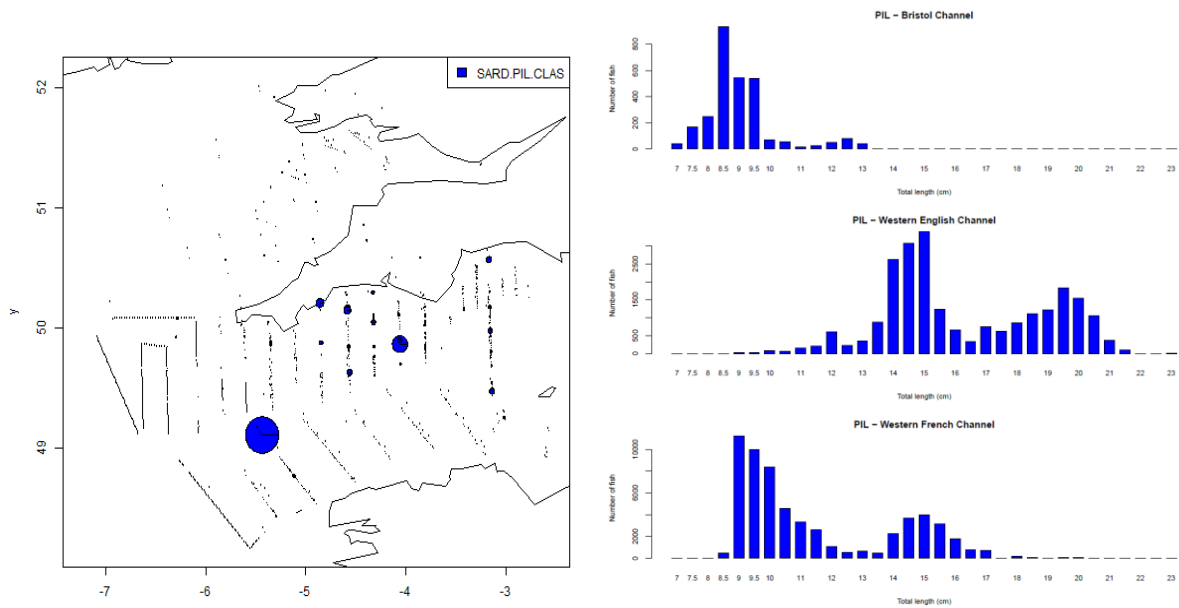 SARD.PIL.CLAS
y
52
51
50
49
-7 -6 -5 -4 -3
PIL – Bristol Channel
Number of fish
0 200 400 600 800
7 7.5 8 8.5 9 9.5 10 11 12 13 14 15 16 17 18 19 20 21 22 23
Total length (cm)
PIL – Western English Channel
Number of fish
0 500 1500 2500
7 7.5 8 8.5 9 9.5 10 11 12 13 14 15 16 17 18 19 20 21 22 23
Total length (cm)
PIL – Western French Channel
Number of fish
0 2000 6000 10000
7 7.5 8 8.5 9 9.5 10 11 12 13 14 15 16 17 18 19 20 21 22 23
Total length (cm)